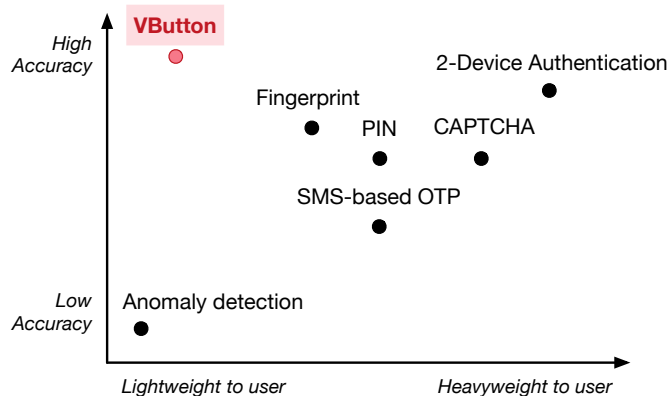 VButton
High
Accuracy
2-Device Authentication
Fingerprint
PIN
CAPTCHA
SMS-based OTP
Low
Accuracy
Anomaly detection
Lightweight to user
Heavyweight to user